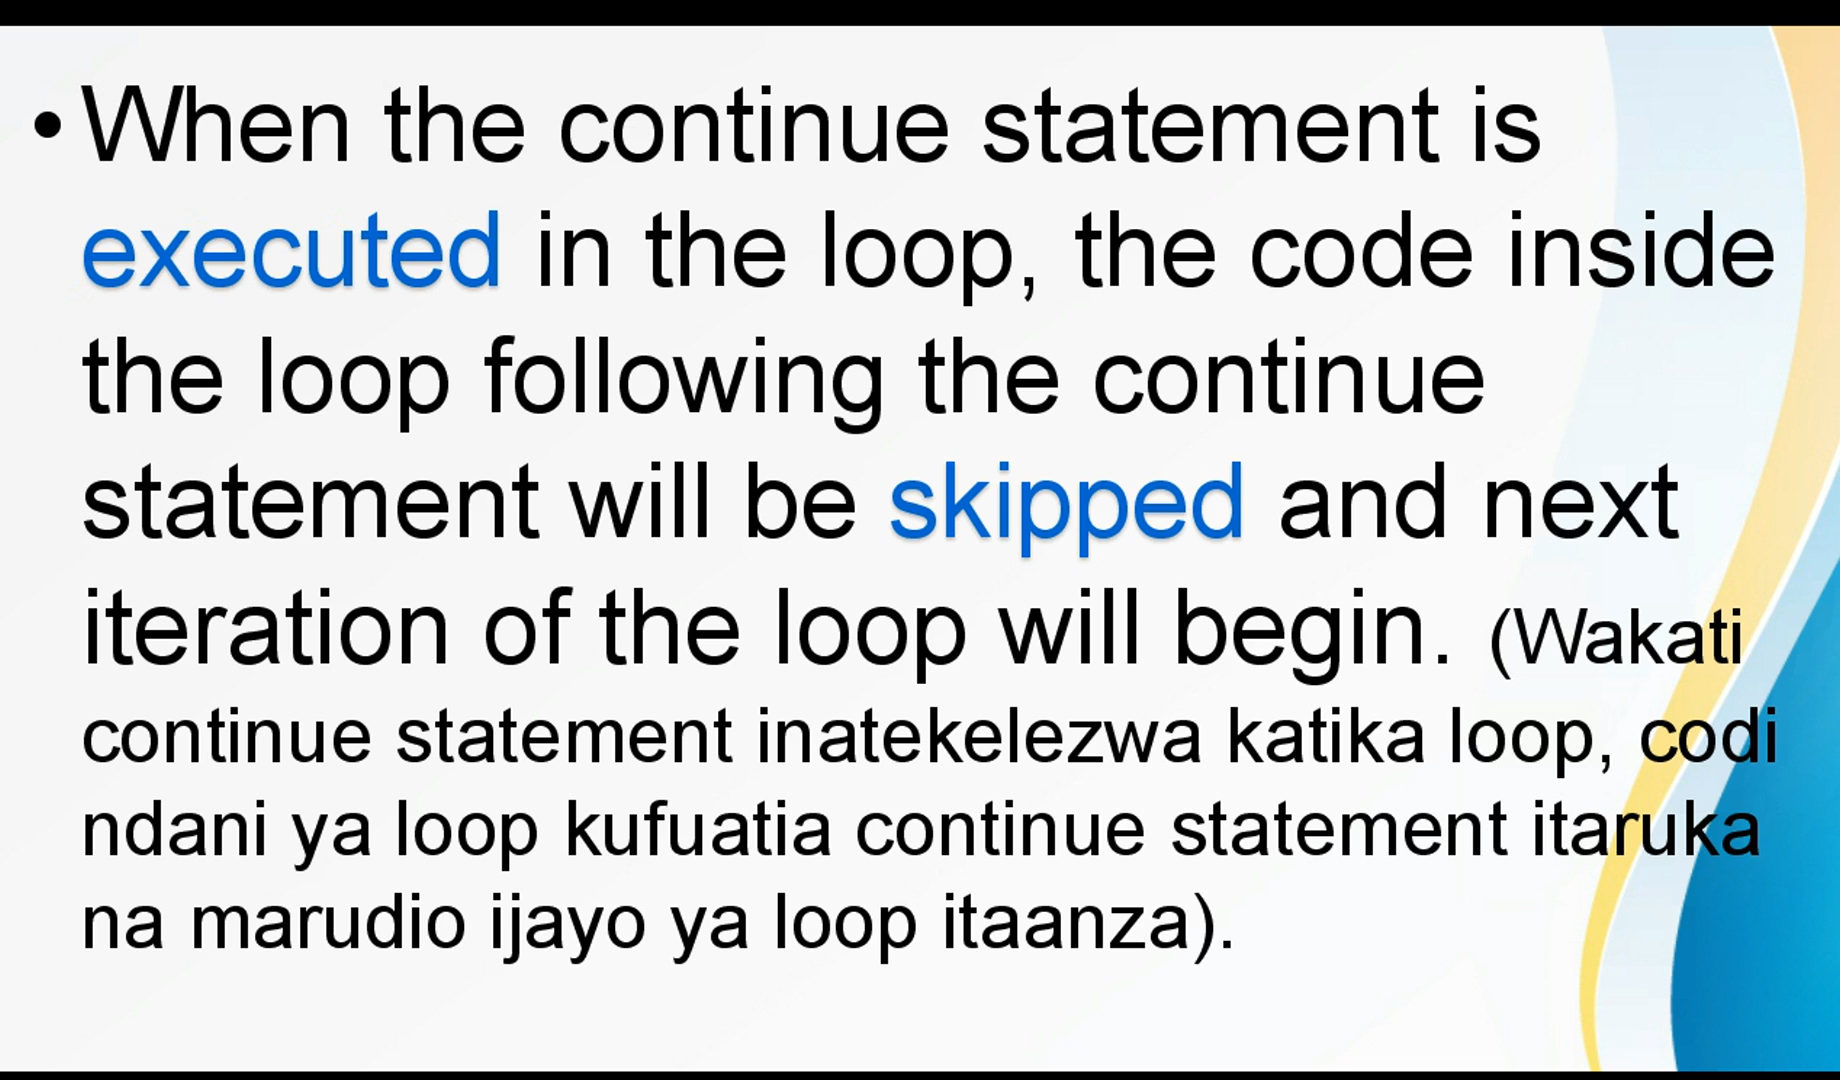 • When the continue statement is
executed in the loop, the code inside
the loop following the continue
statement will be skipped and next
iteration of the loop will begin. (Wakati
continue statement inatekelezwa katika loop, codi
ndani ya loop kufuatia continue statement itaruka
na marudio ijayo ya loop itaanza).